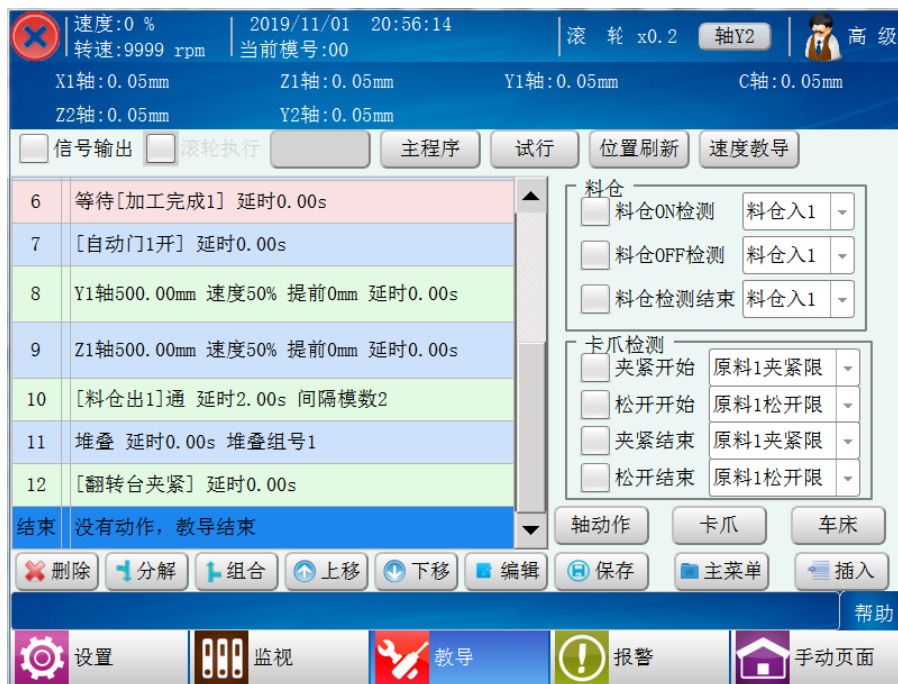 速度:0 % 2019/11/01 20:56:14 滚 轮 x0.2 轴Y2 高 级
转速:9999 rpm 当前模号:00
X1轴:0.05mm Z1轴:0.05mm Y1轴:0.05mm C轴:0.05mm
Z2轴:0.05mm Y2轴:0.05mm
信号输出 滚轮执行 主程序 试行 位置刷新 速度教导
6 等待[加工完成1] 延时0.00s
7 [自动门1开] 延时0.00s
8 Y1轴500.00mm 速度50% 提前0mm 延时0.00s
9 Z1轴500.00mm 速度50% 提前0mm 延时0.00s
10 [料仓出1]通 延时2.00s 间隔模数2
11 堆叠 延时0.00s 堆叠组号1
12 [翻转台夹紧] 延时0.00s
结束 没有动作，教导结束
料仓
料仓ON检测 料仓入1
料仓OFF检测 料仓入1
料仓检测结束 料仓入1
卡爪检测
夹紧开始 原料1夹紧限
松开开始 原料1松开限
夹紧结束 原料1夹紧限
松开结束 原料1松开限
轴动作 卡爪 车床
删除 分解 组合 上移 下移 编辑 保存 主菜单 插入
帮助
设置 监视 教导 报警 手动页面